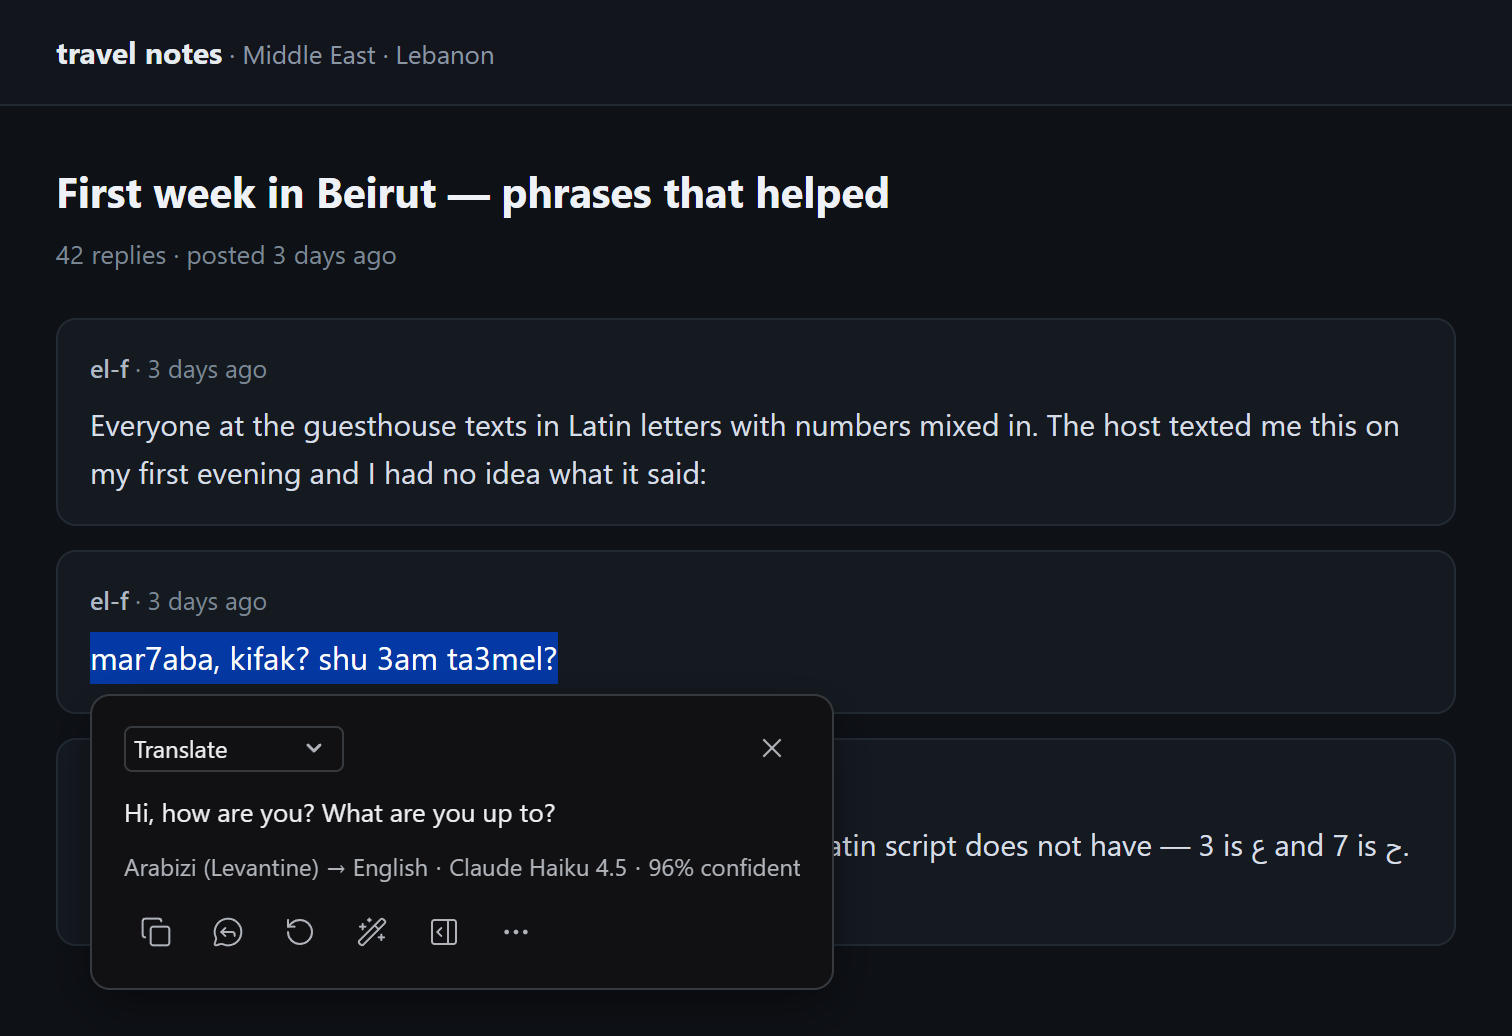 travel notes · Middle East · Lebanon
First week in Beirut — phrases that helped
42 replies · posted 3 days ago
el-f · 3 days ago
Everyone at the guesthouse texts in Latin letters with numbers mixed in. The host texted me this on
my first evening and I had no idea what it said:
el-f · 3 days ago
mar7aba, kifak? shu 3am ta3mel?
Translate
Hi, how are you? What are you up to?
script does not have — 3 is ع and 7 is ح.
Arabizi (Levantine) → English · Claude Haiku 4.5 · 96% confident